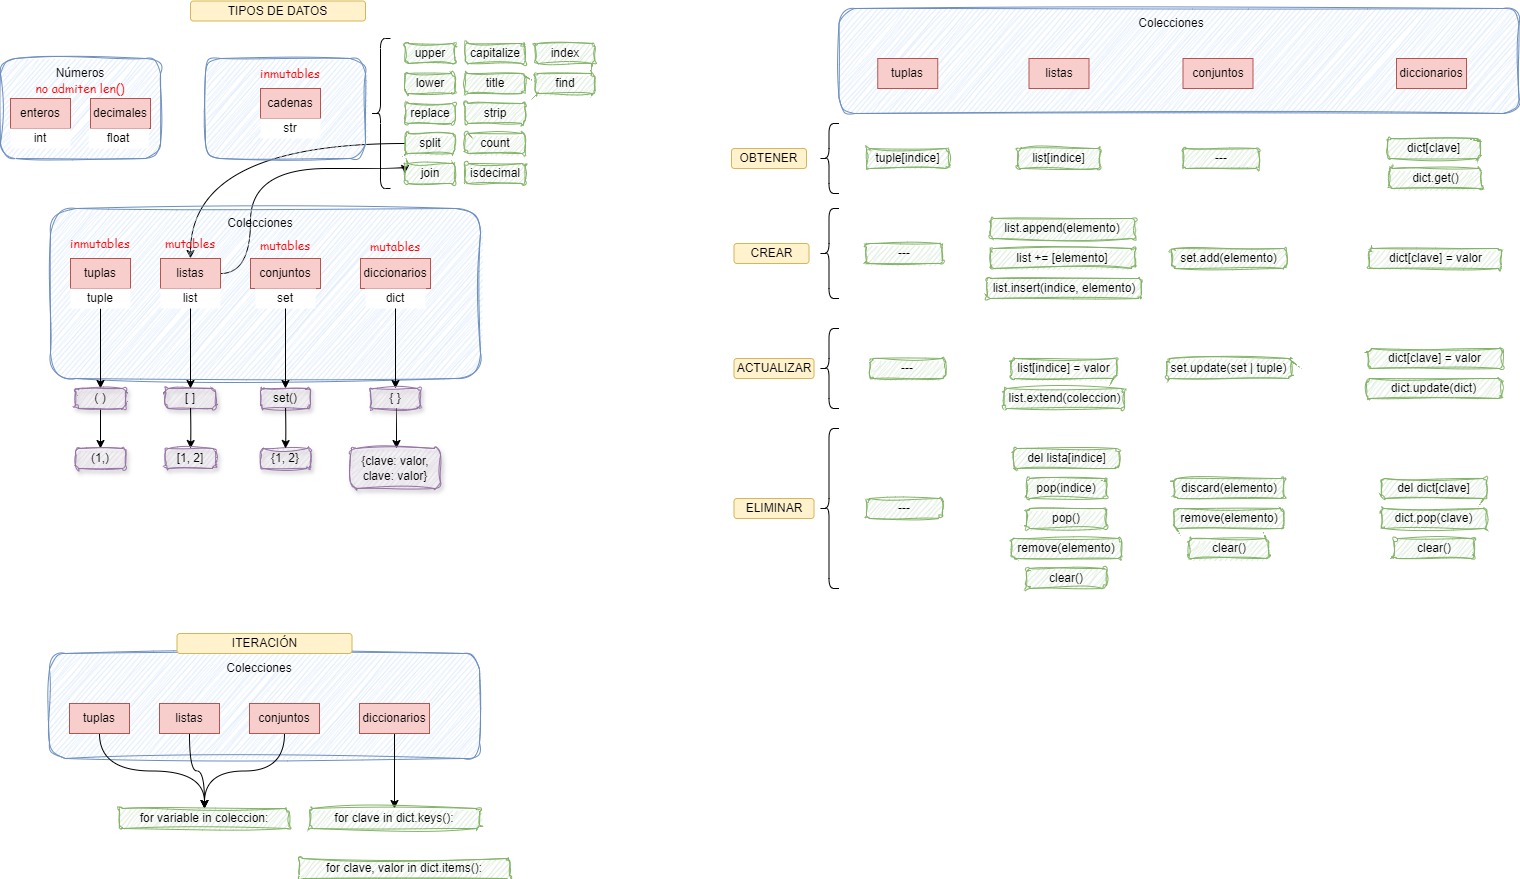 TIPOS DE DATOS
Números
no admiten len()
enteros
decimales
int
float
inmutables
cadenas
str
upper
capitalize
index
lower
title
find
replace
strip
split
count
join
isdecimal
Colecciones
inmutables
mutables
mutables
mutables
tuplas
listas
conjuntos
diccionarios
tuple
list
set
dict
( )
[ ]
set()
{ }
(1,)
[1, 2]
{1, 2}
{clave: valor,
clave: valor}
ITERACIÓN
Colecciones
tuplas
listas
conjuntos
diccionarios
for variable in coleccion:
for clave in dict.keys():
for clave, valor in dict.items():
Colecciones
tuplas
listas
conjuntos
diccionarios
OBTENER
tuple[indice]
list[indice]
---
dict[clave]
dict.get()
CREAR
---
list.append(elemento)
list += [elemento]
list.insert(indice, elemento)
set.add(elemento)
dict[clave] = valor
ACTUALIZAR
---
list[indice] = valor
list.extend(coleccion)
set.update(set | tuple)
dict[clave] = valor
dict.update(dict)
ELIMINAR
---
del lista[indice]
pop(indice)
pop()
remove(elemento)
clear()
discard(elemento)
remove(elemento)
clear()
del dict[clave]
dict.pop(clave)
clear()